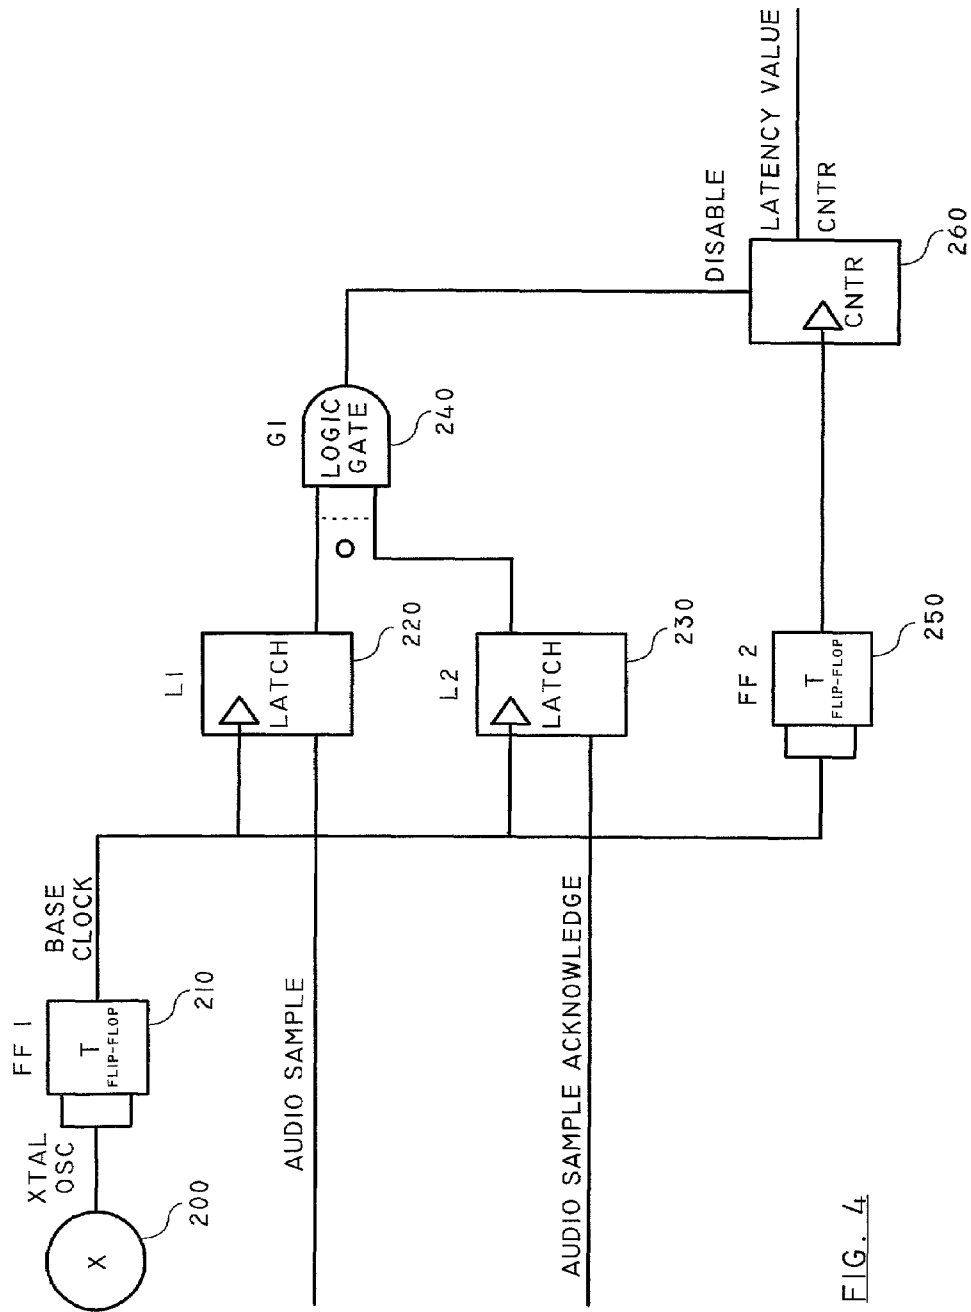 X
200
XTAL
OSC
FF 1
T
FLIP-FLOP
210
BASE
CLOCK
AUDIO SAMPLE
AUDIO SAMPLE ACKNOWLEDGE
L1
LATCH
220
L2
LATCH
230
FF 2
T
FLIP-FLOP
250
G1
LOGIC
GATE
240
DISABLE
CNTR
260
LATENCY VALUE
CNTR
FIG. 4